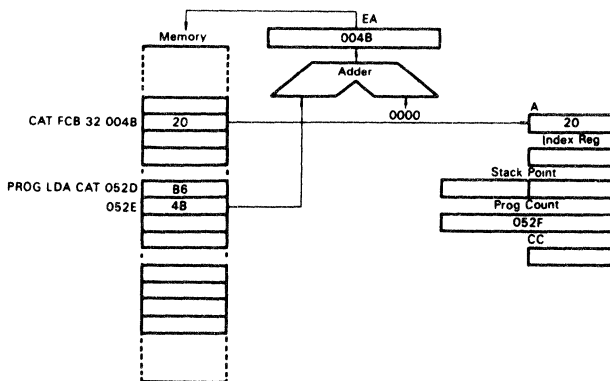 EA
Memory
004B
Adder
0000
A
CAT FCB 32 004B
20
20
Index Reg
Stack Point
PROG LDA CAT 052D
B6
052E
4B
Prog Count
052F
CC